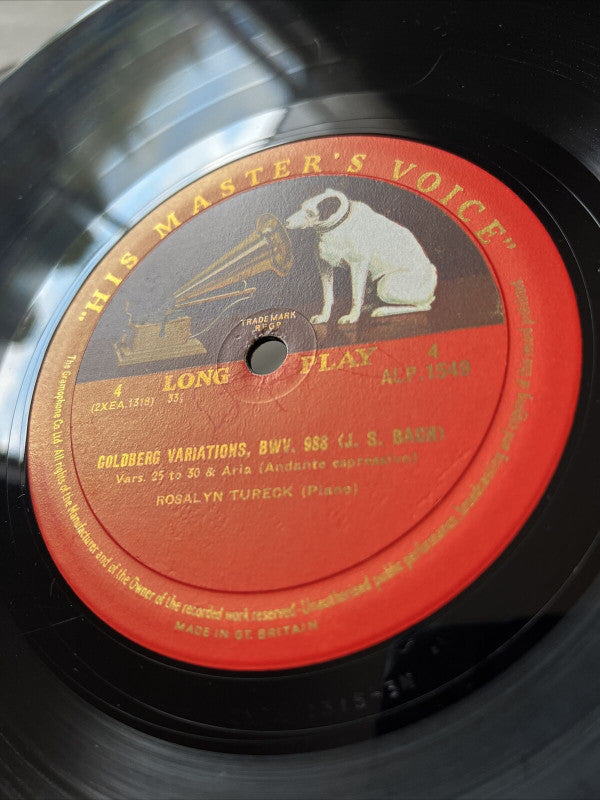 "HIS MASTER'S VOICE"
TRADE MARK
REGD
4 LONG PLAY 4
(2XEA.1318) 33⅓ ALP.1548
GOLDBERG VARIATIONS, BWV. 988 (J. S. BACH)
Vars. 25 to 30 & Aria (Andante espressivo)
ROSALYN TURECK (Piano)
The Gramophone Co. Ltd. All rights of the Manufacturers and of the Owner of the recorded work reserved. Unauthorised public performance, broadcasting and copying of this record prohibited
MADE IN GT. BRITAIN